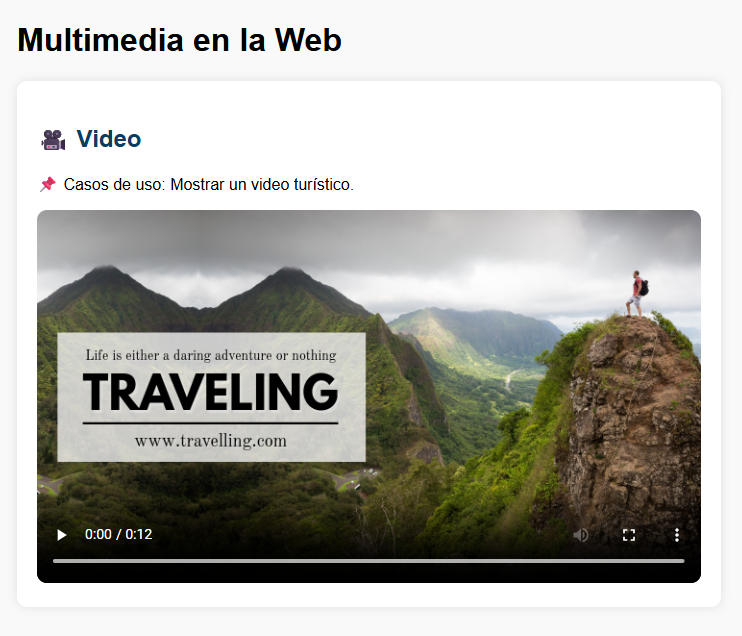 Multimedia en la Web
Video
Casos de uso: Mostrar un video turístico.
Life is either a daring adventure or nothing
TRAVELING
www.travelling.com
0:00 / 0:12